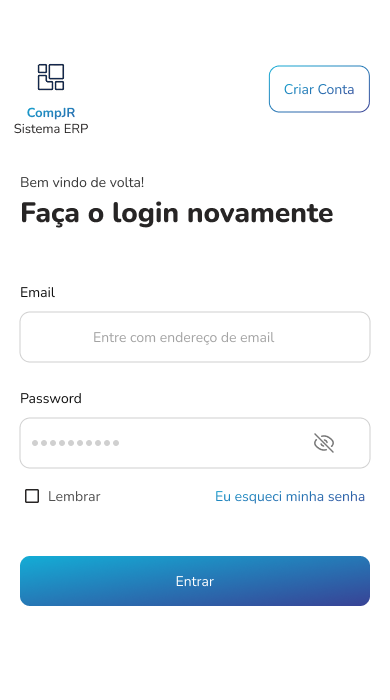 CompJR
Sistema ERP
Criar Conta
Bem vindo de volta!
Faça o login novamente
Email
Entre com endereço de email
Password
Lembrar
Eu esqueci minha senha
Entrar